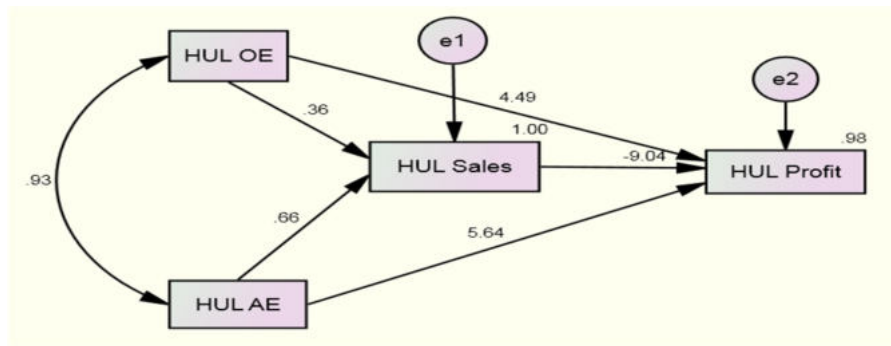 HUL OE
e1
e2
4.49
.36
1.00
.98
-9.04
HUL Sales
HUL Profit
.93
.66
5.64
HUL AE